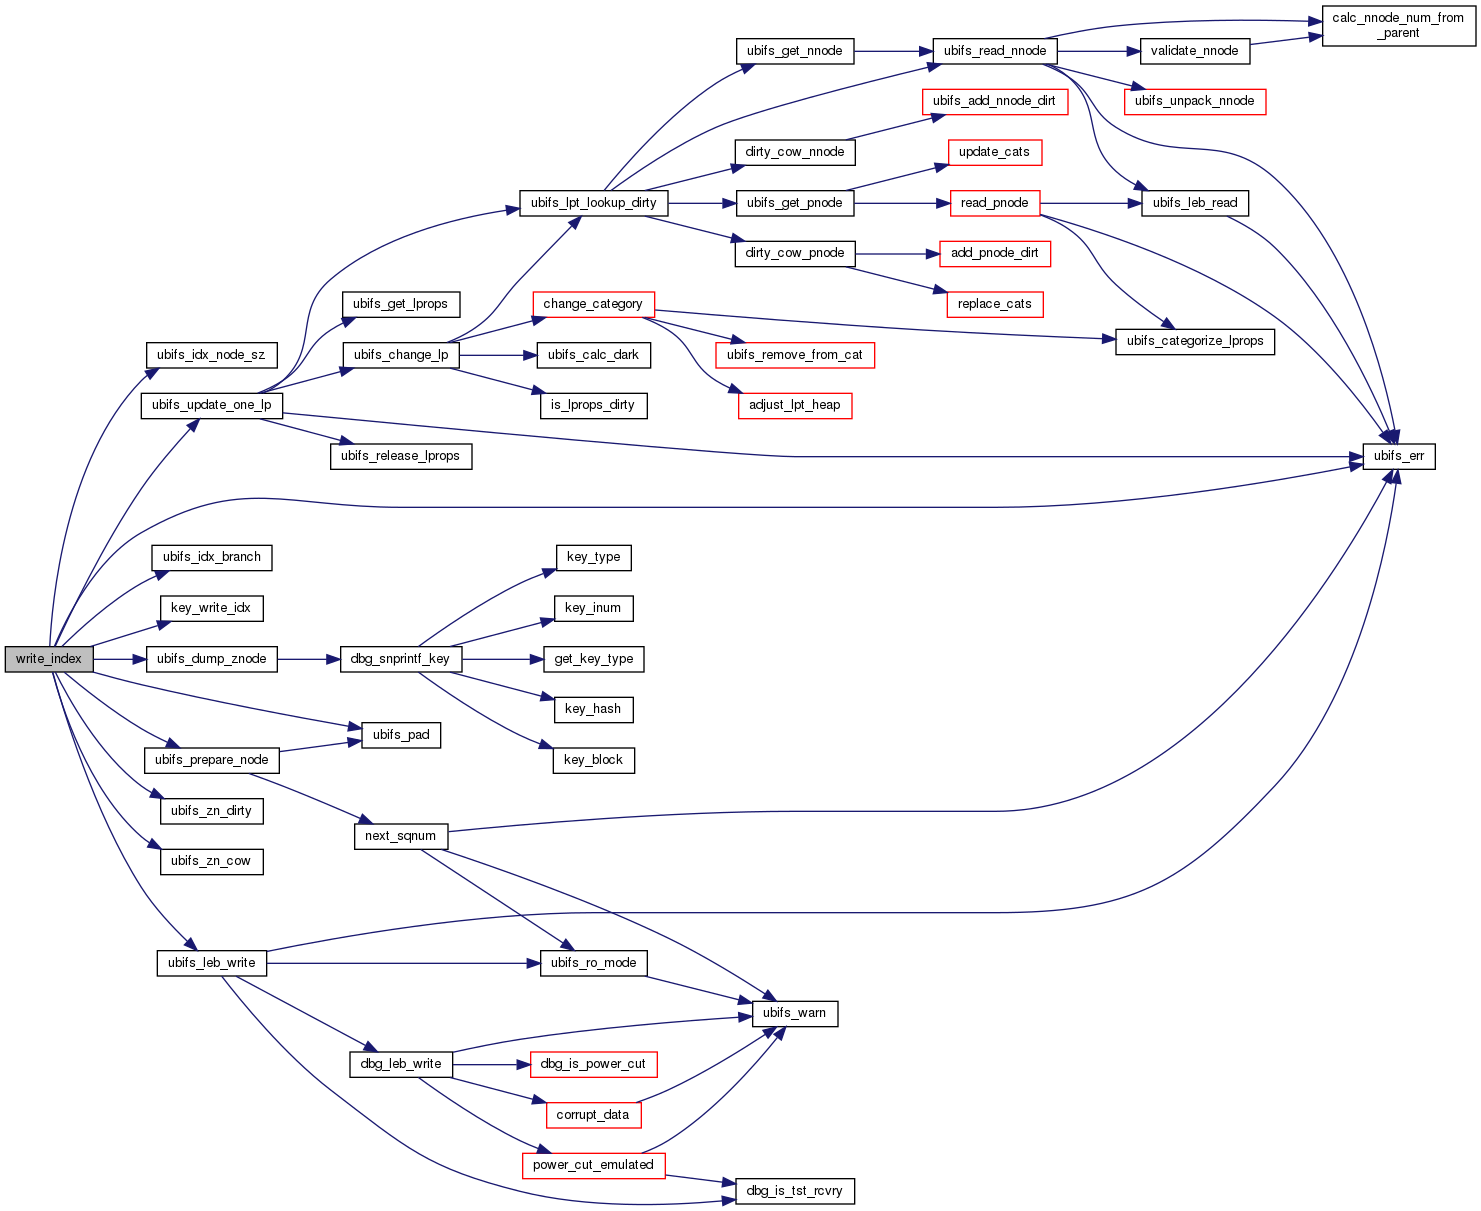 calc_nnode_num_from
_parent
ubifs_get_nnode
ubifs_read_nnode
validate_nnode
ubifs_add_nnode_dirt
ubifs_unpack_nnode
dirty_cow_nnode
update_cats
ubifs_lpt_lookup_dirty
ubifs_get_pnode
read_pnode
ubifs_leb_read
dirty_cow_pnode
add_pnode_dirt
ubifs_get_lprops
change_category
replace_cats
ubifs_idx_node_sz
ubifs_change_lp
ubifs_calc_dark
ubifs_remove_from_cat
ubifs_categorize_lprops
ubifs_update_one_lp
is_lprops_dirty
adjust_lpt_heap
ubifs_release_lprops
ubifs_err
ubifs_idx_branch
key_type
key_write_idx
key_inum
write_index
ubifs_dump_znode
dbg_snprintf_key
get_key_type
key_hash
ubifs_pad
ubifs_prepare_node
key_block
ubifs_zn_dirty
next_sqnum
ubifs_zn_cow
ubifs_leb_write
ubifs_ro_mode
ubifs_warn
dbg_leb_write
dbg_is_power_cut
corrupt_data
power_cut_emulated
dbg_is_tst_rcvry